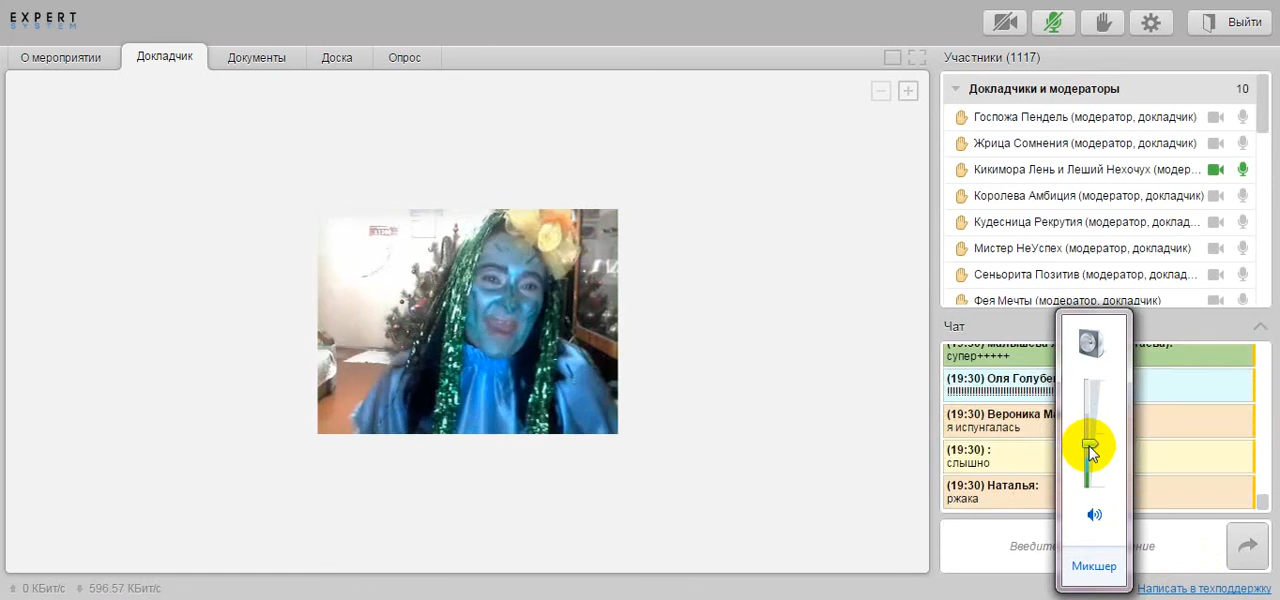 EXPERT
SYSTEM
Выйти
О мероприятии
Докладчик
Документы
Доска
Опрос
Участники (1117)
Докладчики и модераторы
10
Госпожа Пендель (модератор, докладчик)
Жрица Сомнения (модератор, докладчик)
Кикимора Лень и Леший Нехочух (модер...
Королева Амбиция (модератор, докладчик)
Кудесница Рекрутия (модератор, доклад...
Мистер НеУспех (модератор, докладчик)
Сеньорита Позитив (модератор, доклад...
Фея Мечты (модератор, докладчик)
Чат
супер+++++
(19:30) Оля Голубе
(19:30) Вероника Ма
я испунгалась
(19:30) :
слышно
(19:30) Наталья:
ржака
Микшер
0 КБит/с
596.57 КБит/с
Написать в техподдержку